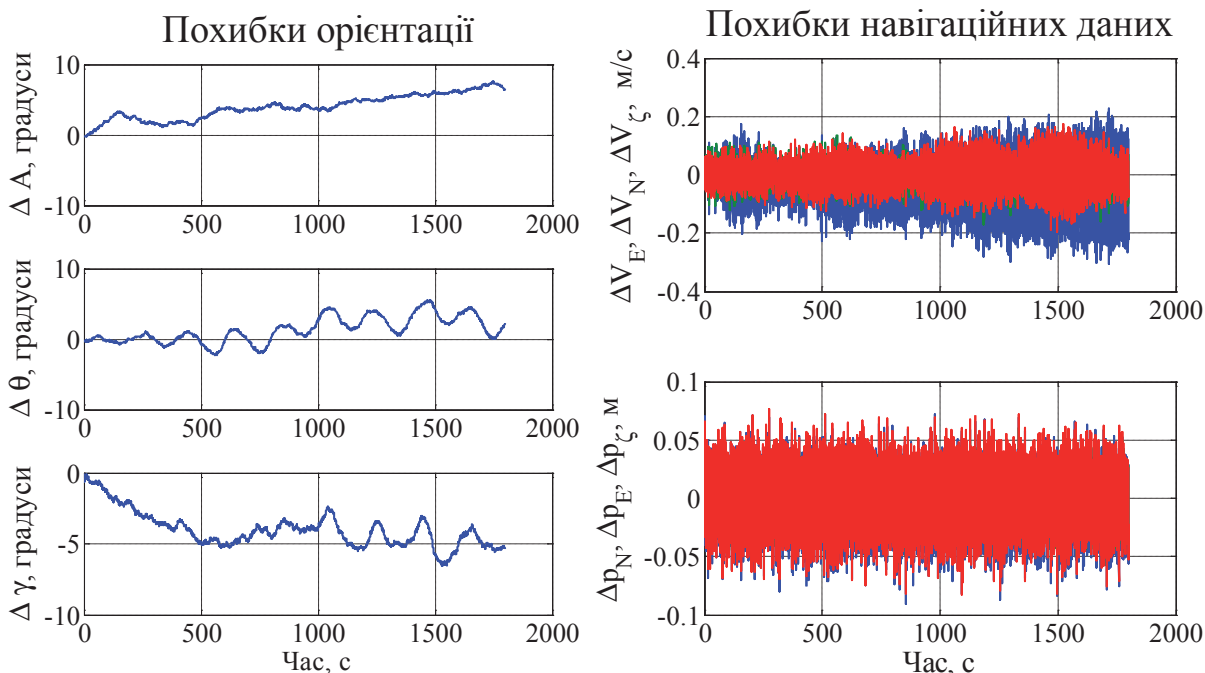 Похибки орієнтації
Δ A, градуси
10
0
-10
0 500 1000 1500 2000
Δ θ, градуси
10
0
-10
0 500 1000 1500 2000
Δ γ, градуси
0
-5
-10
0 500 1000 1500 2000
Час, с
Похибки навігаційних даних
ΔV_E, ΔV_N, ΔV_ζ, м/с
0.4
0.2
0
-0.2
-0.4
0 500 1000 1500 2000
Δp_N, Δp_E, Δp_ζ, м
0.1
0.05
0
-0.05
-0.1
0 500 1000 1500 2000
Час, с